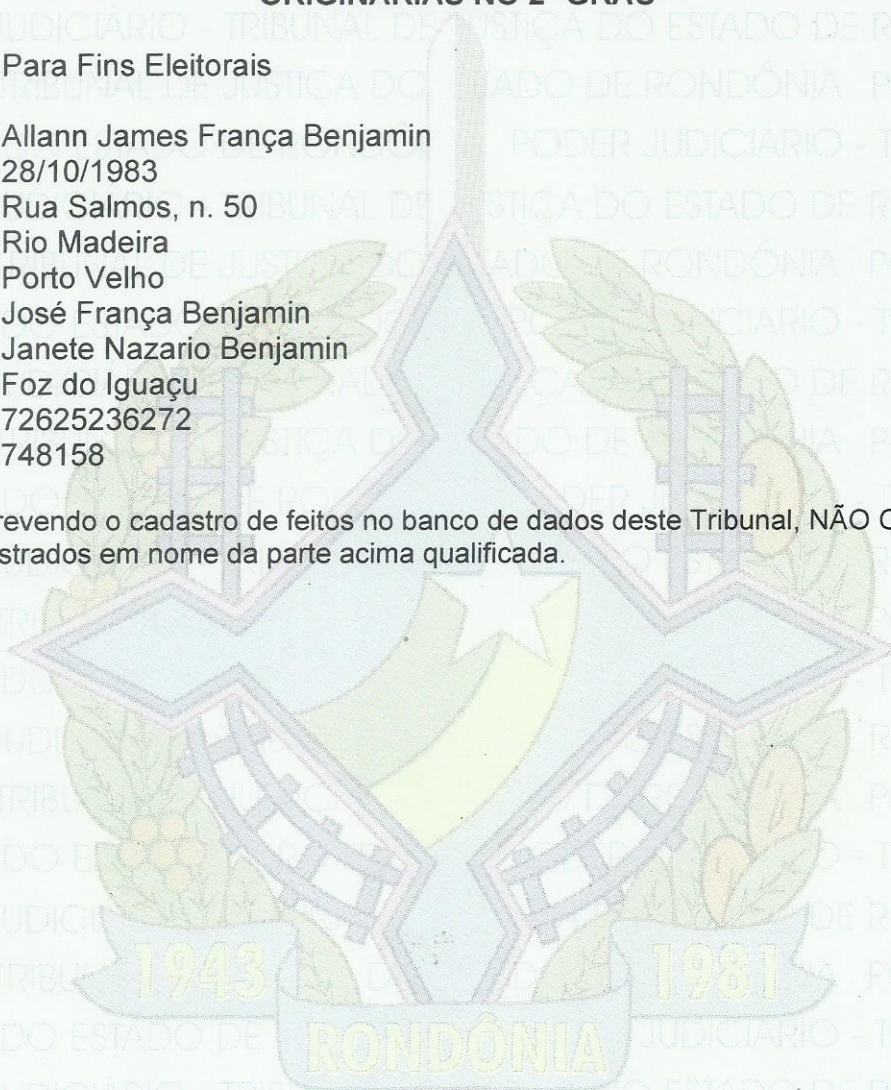 ORIGINÁRIAS NO 2º GRAU
Para Fins Eleitorais
Allann James França Benjamin
28/10/1983
Rua Salmos, n. 50
Rio Madeira
Porto Velho
José França Benjamin
Janete Nazario Benjamin
Foz do Iguaçu
72625236272
748158
revendo o cadastro de feitos no banco de dados deste Tribunal, NÃO
strados em nome da parte acima qualificada.
1943
1981
RONDÔNIA